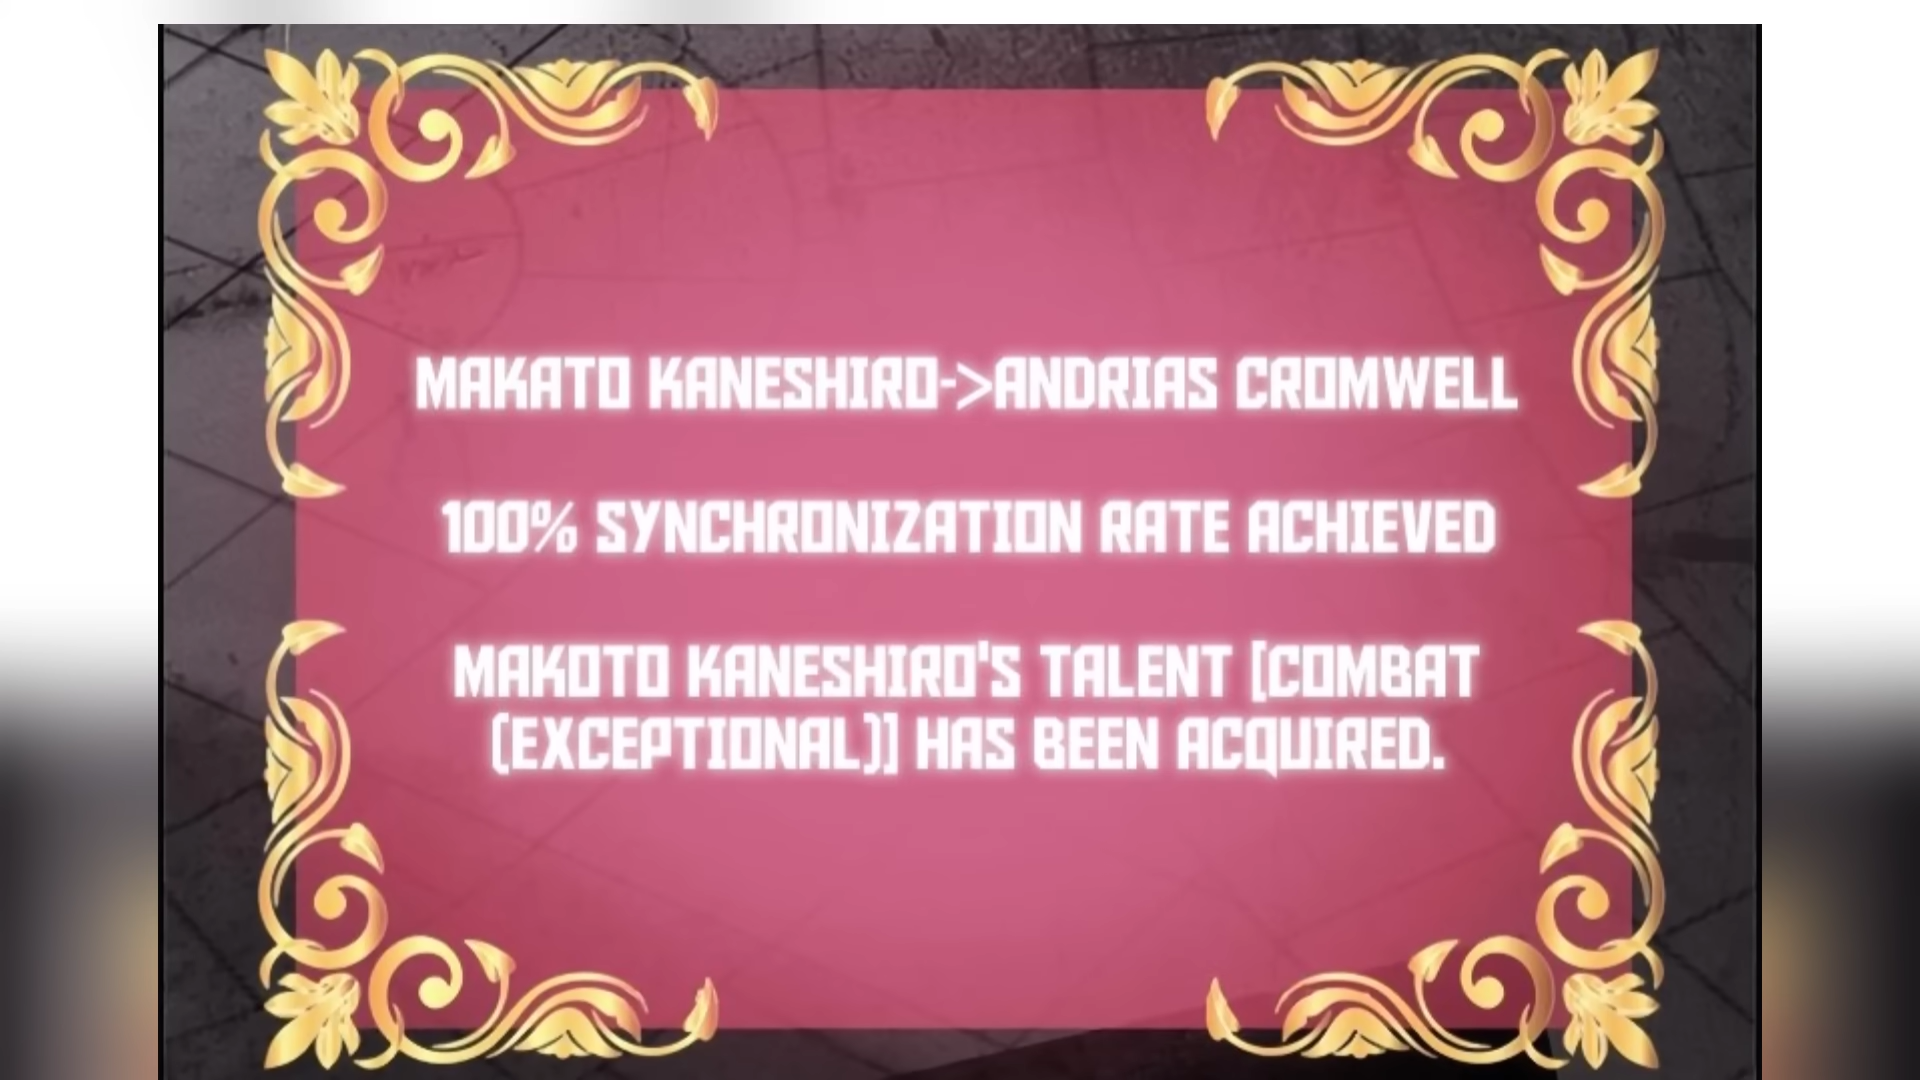 MAKATO KANESHIRO->ANDRIAS CROMWELL
100% SYNCHRONIZATION RATE ACHIEVED
MAKOTO KANESHIRO'S TALENT [COMBAT
(EXCEPTIONAL)] HAS BEEN ACQUIRED.